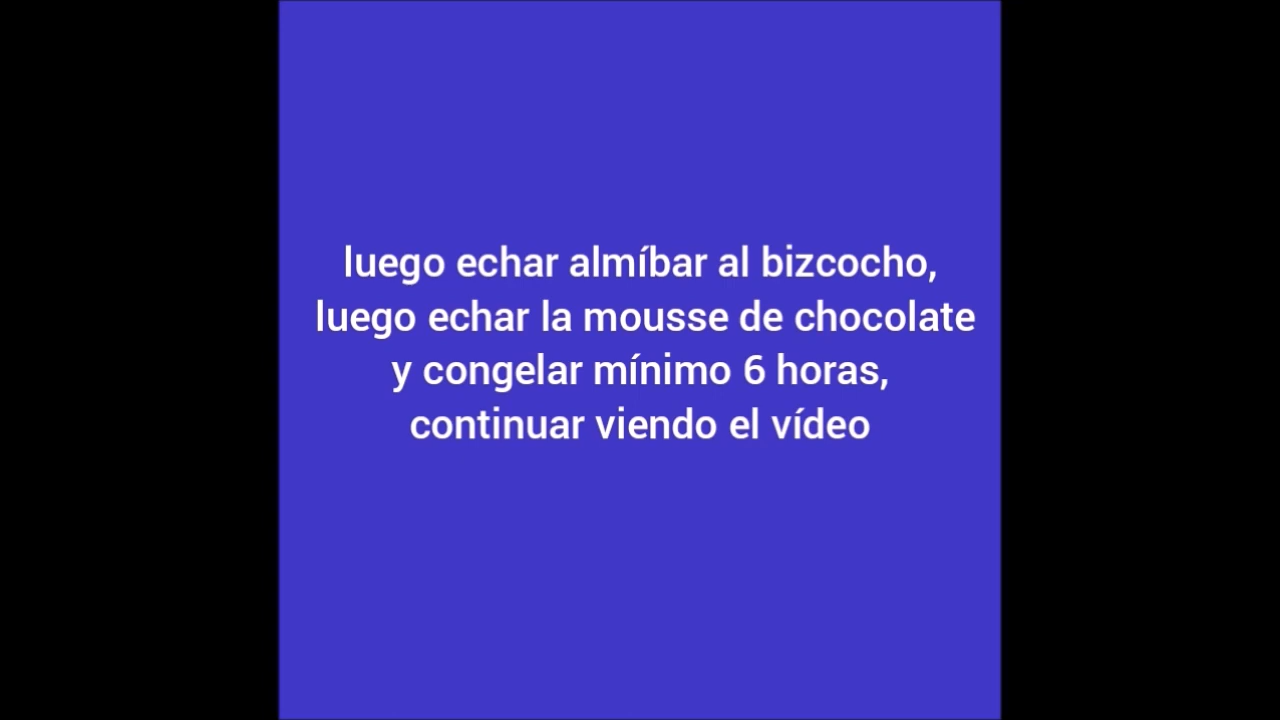 luego echar almíbar al bizcocho,
luego echar la mousse de chocolate
y congelar mínimo 6 horas,
continuar viendo el vídeo